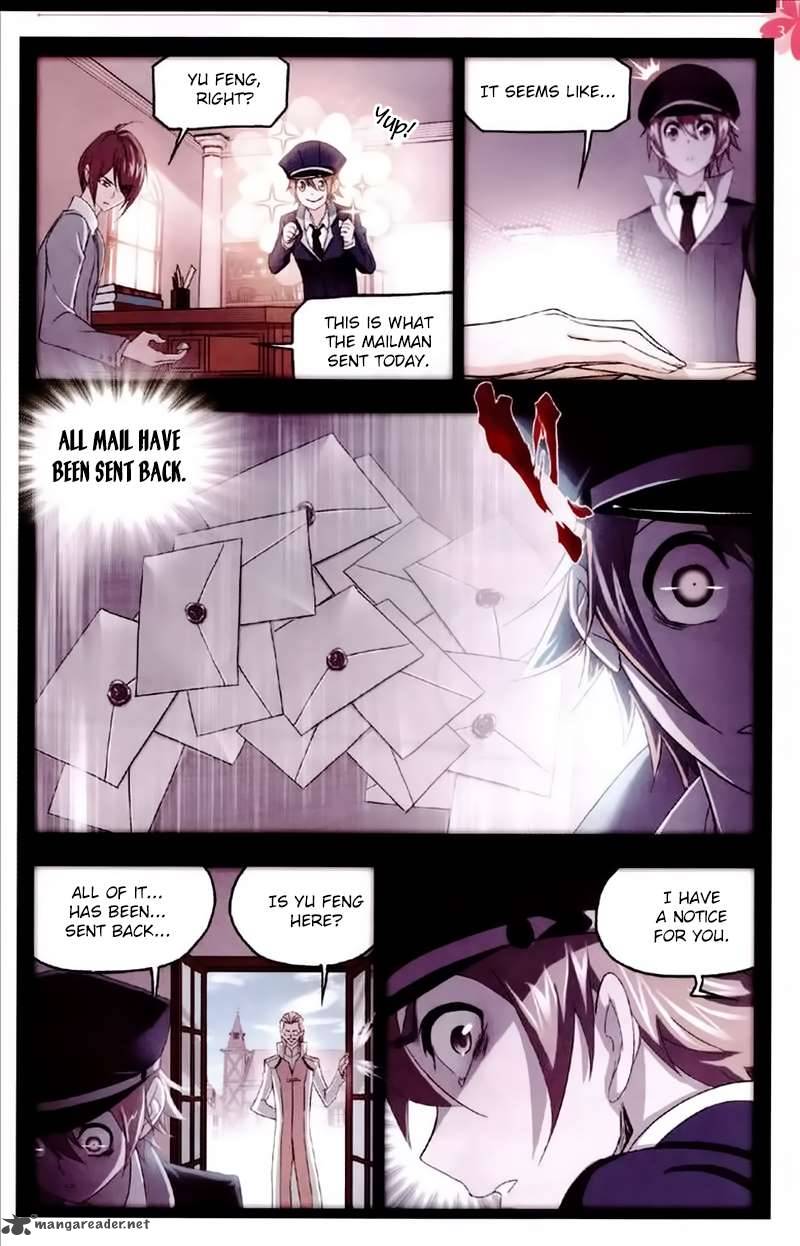 YU FENG,
RIGHT?
Yup!
THIS IS WHAT
THE MAILMAN
SENT TODAY.
IT SEEMS LIKE...
ALL MAIL HAVE
BEEN SENT BACK.
ALL OF IT...
HAS BEEN...
SENT BACK...
IS YU FENG
HERE?
I HAVE
A NOTICE
FOR YOU.
mangareader.net